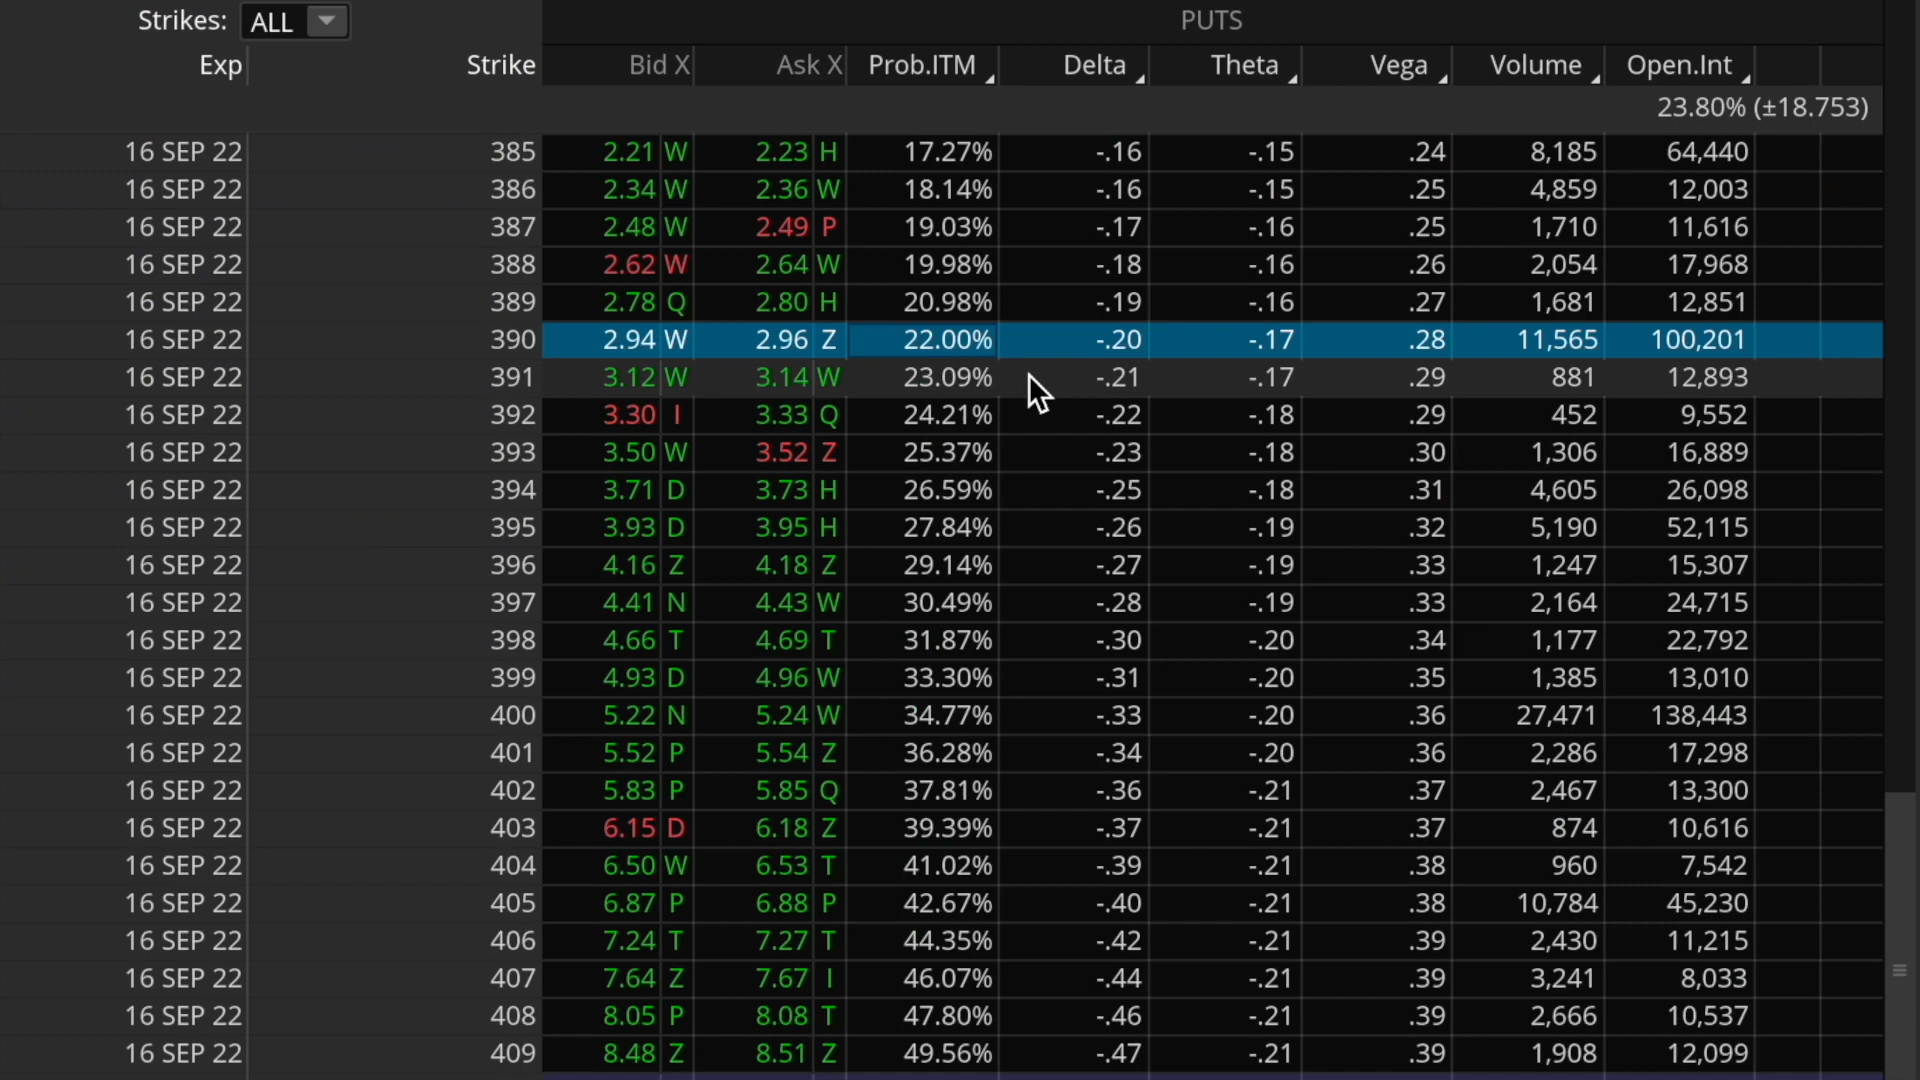 Strikes: ALL PUTS
Exp Strike Bid X Ask X Prob.ITM Delta Theta Vega Volume Open.Int
23.80% (±18.753)
16 SEP 22 385 2.21 W 2.23 H 17.27% -.16 -.15 .24 8,185 64,440
16 SEP 22 386 2.34 W 2.36 W 18.14% -.16 -.15 .25 4,859 12,003
16 SEP 22 387 2.48 W 2.49 P 19.03% -.17 -.16 .25 1,710 11,616
16 SEP 22 388 2.62 W 2.64 W 19.98% -.18 -.16 .26 2,054 17,968
16 SEP 22 389 2.78 Q 2.80 H 20.98% -.19 -.16 .27 1,681 12,851
16 SEP 22 390 2.94 W 2.96 Z 22.00% -.20 -.17 .28 11,565 100,201
16 SEP 22 391 3.12 W 3.14 W 23.09% -.21 -.17 .29 881 12,893
16 SEP 22 392 3.30 I 3.33 Q 24.21% -.22 -.18 .29 452 9,552
16 SEP 22 393 3.50 W 3.52 Z 25.37% -.23 -.18 .30 1,306 16,889
16 SEP 22 394 3.71 D 3.73 H 26.59% -.25 -.18 .31 4,605 26,098
16 SEP 22 395 3.93 D 3.95 H 27.84% -.26 -.19 .32 5,190 52,115
16 SEP 22 396 4.16 Z 4.18 Z 29.14% -.27 -.19 .33 1,247 15,307
16 SEP 22 397 4.41 N 4.43 W 30.49% -.28 -.19 .33 2,164 24,715
16 SEP 22 398 4.66 T 4.69 T 31.87% -.30 -.20 .34 1,177 22,792
16 SEP 22 399 4.93 D 4.96 W 33.30% -.31 -.20 .35 1,385 13,010
16 SEP 22 400 5.22 N 5.24 W 34.77% -.33 -.20 .36 27,471 138,443
16 SEP 22 401 5.52 P 5.54 Z 36.28% -.34 -.20 .36 2,286 17,298
16 SEP 22 402 5.83 P 5.85 Q 37.81% -.36 -.21 .37 2,467 13,300
16 SEP 22 403 6.15 D 6.18 Z 39.39% -.37 -.21 .37 874 10,616
16 SEP 22 404 6.50 W 6.53 T 41.02% -.39 -.21 .38 960 7,542
16 SEP 22 405 6.87 P 6.88 P 42.67% -.40 -.21 .38 10,784 45,230
16 SEP 22 406 7.24 T 7.27 T 44.35% -.42 -.21 .39 2,430 11,215
16 SEP 22 407 7.64 Z 7.67 I 46.07% -.44 -.21 .39 3,241 8,033
16 SEP 22 408 8.05 P 8.08 T 47.80% -.46 -.21 .39 2,666 10,537
16 SEP 22 409 8.48 Z 8.51 Z 49.56% -.47 -.21 .39 1,908 12,099